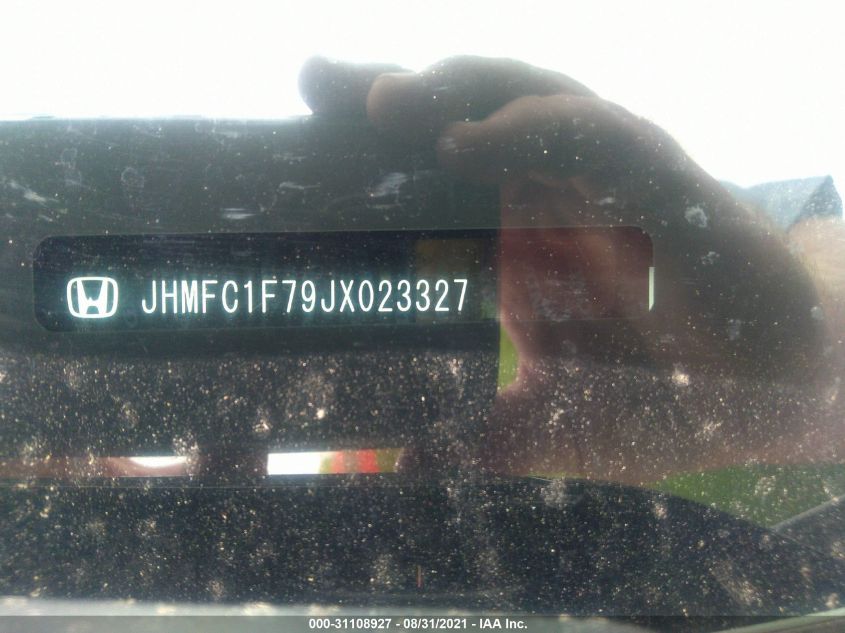 JHMFC1F79JX023327
000-31108927 - 08/31/2021 - IAA Inc.